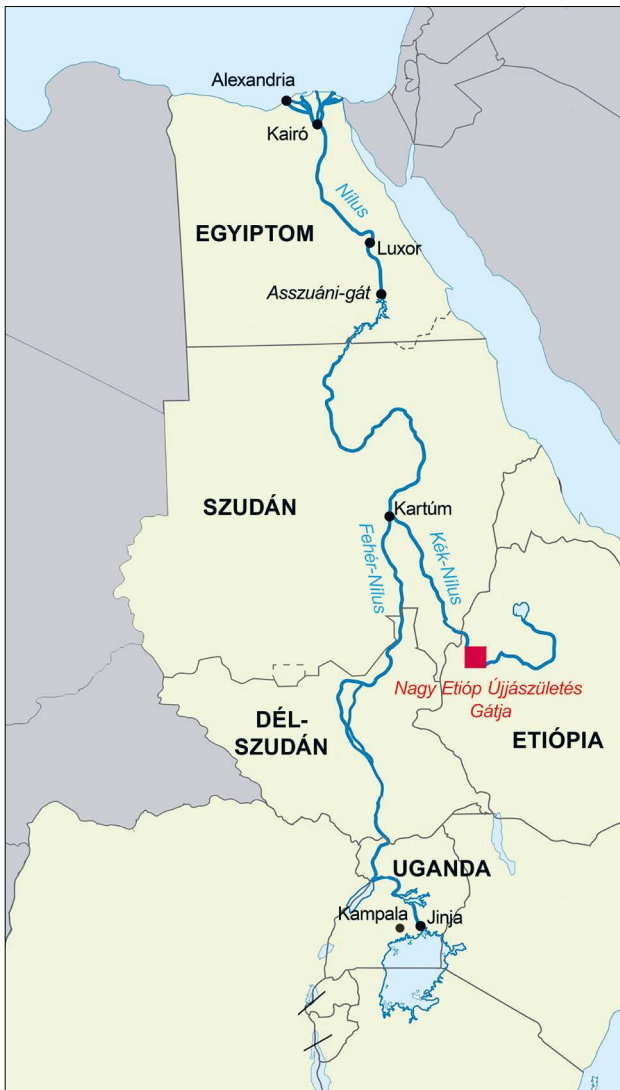 Alexandria
Kairó
Nílus
EGYIPTOM
Luxor
Asszuáni-gát
SZUDÁN
Kartúm
Fehér-Nílus
Kék-Nílus
Nagy Etióp Újjászületés
Gátja
DÉL-
SZUDÁN
ETIÓPIA
UGANDA
Kampala
Jinja